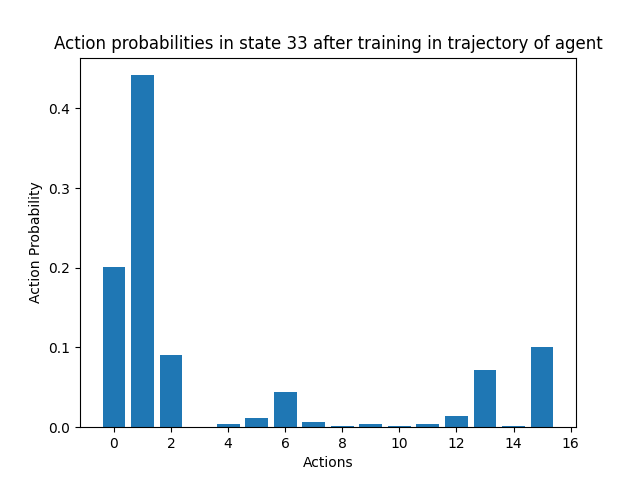 Action probabilities in state 33 after training in trajectory of agent
0.4
0.3
0.2
0.1
0.0
Action Probability
0 2 4 6 8 10 12 14 16
Actions